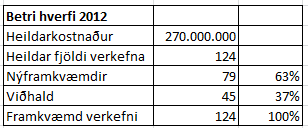 Betri hverfi 2012
Heildarkostnaður 270.000.000
Heildar fjöldi verkefna 124
Nýframkvæmdir 79 63%
Viðhald 45 37%
Framkvæmd verkefni 124 100%